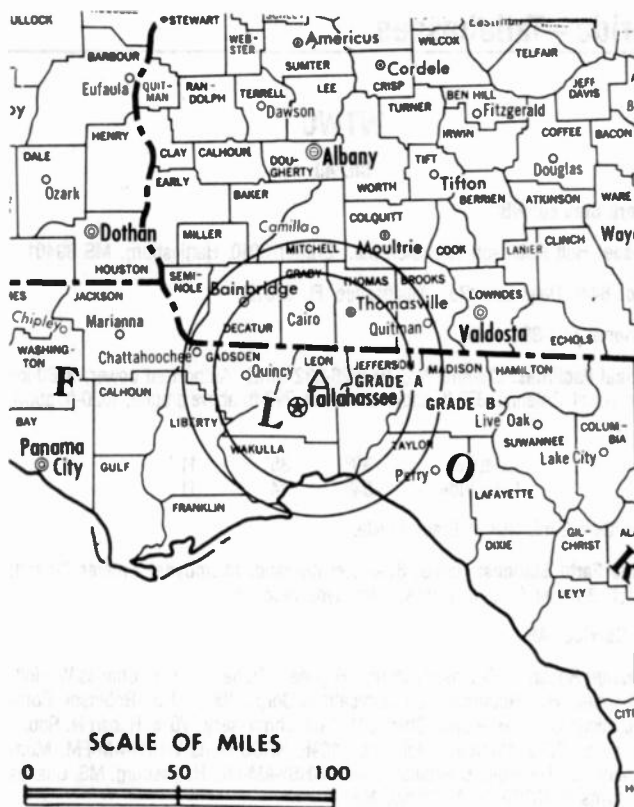 ULLOCK
STEWART
WEB-
STER
Americus
WILCOX
TELFAIR
BARBOUR
SUMTER
Cordele
CRISP
Eufaula
QUIT-
MAN
RAN-
DOLPH
TERRELL
LEE
TURNER
BEN HILL
JEFF
DAVIS
Dawson
Fitzgerald
HENRY
IRWIN
COFFEE
BACON
DALE
CLAY
CALHOUN
DOU-
GHERTY
Albany
TIFT
Douglas
Ozark
EARLY
WORTH
Tifton
BAKER
BERRIEN
ATKINSON
WARE
COLQUITT
Dothan
MILLER
Camilla
Moultrie
COOK
LANIER
CLINCH
Wayc
MITCHELL
HOUSTON
SEMI-
NOLE
GRADY
THOMAS
BROOKS
JACKSON
Bainbridge
LOWNDES
Chipley
Marianna
Cairo
Thomasville
DECATUR
Quitman
Valdosta
ECHOLS
WASHING-
TON
Chattahoochee
GADSDEN
LEON
JEFFERSON
MADISON
HAMILTON
Quincy
GRADE A
F
CALHOUN
L
Tallahassee
GRADE
LIBERTY
Live Oak
COLUM-
BIA
BAY
WAKULLA
TAYLOR
SUWANNEE
Panama
City
Perry
O
Lake City
GULF
LAFAYETTE
FRANKLIN
DIXIE
GIL-
CHRIST
ALA
LEVY
CIT
SCALE OF MILES
0 50 100